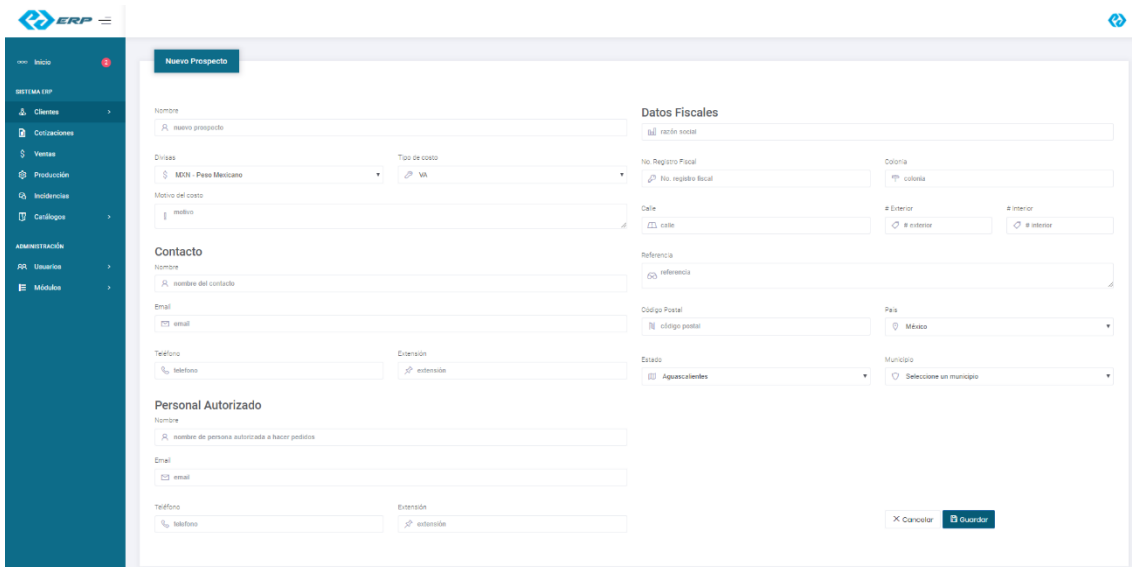 ERP
Inicio
SISTEMA ERP
Clientes
Cotizaciones
Ventas
Producción
Incidencias
Catálogos
ADMINISTRACIÓN
Usuarios
Módulos
Nuevo Prospecto
Nombre
nuevo prospecto
Divisas
Tipo de costo
MXN - Peso Mexicano
VA
Motivo del costo
motivo
Contacto
Nombre
nombre del contacto
Email
email
Teléfono
Extensión
telefono
extensión
Personal Autorizado
Nombre
nombre de persona autorizada a hacer pedidos
Email
email
Teléfono
Extensión
telefono
extensión
Datos Fiscales
razón social
No. Registro Fiscal
Colonia
No. registro fiscal
colonia
Calle
# Exterior
# Interior
calle
# exterior
# interior
Referencia
referencia
Código Postal
País
código postal
México
Estado
Municipio
Aguascalientes
Seleccione un municipio
Cancelar
Guardar